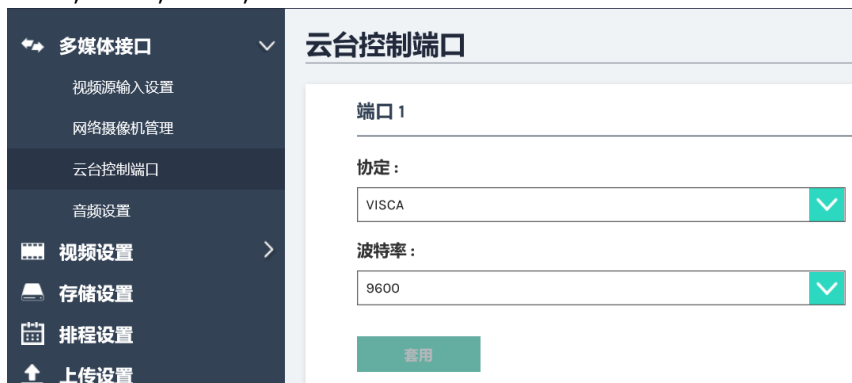 多媒体接口
视频源输入设置
网络摄像机管理
云台控制端口
音频设置
视频设置
存储设置
排程设置
上传设置
云台控制端口
端口 1
协定 :
VISCA
波特率 :
9600
套用